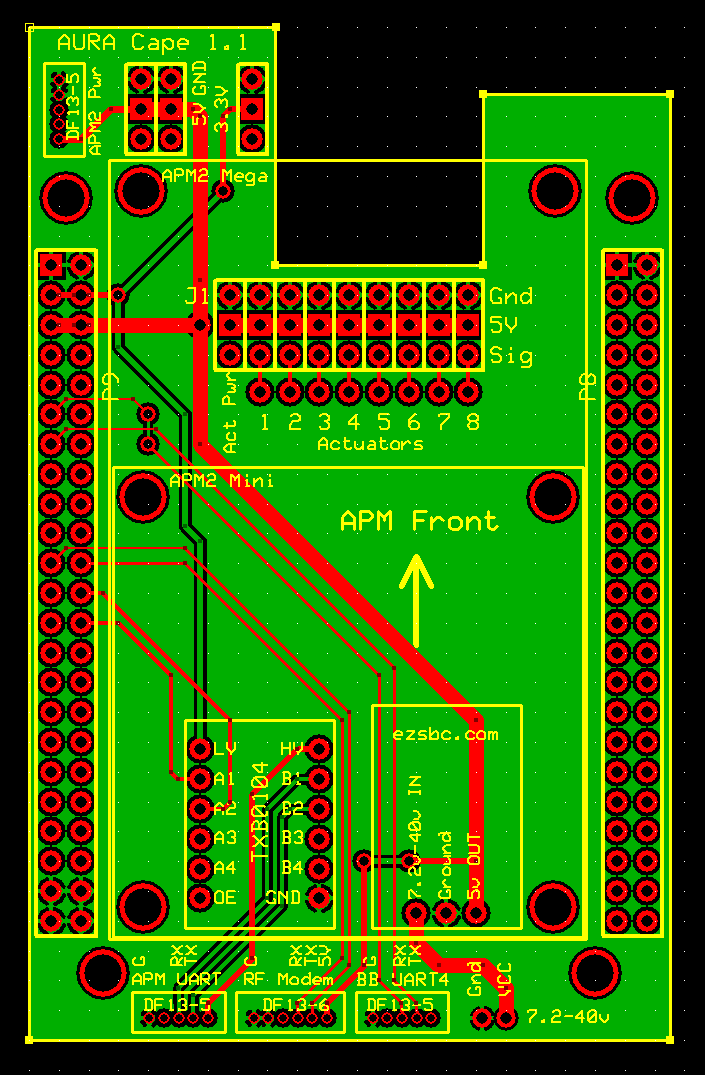 AURA Cape 1.1
DF13-5
APM2 Pwr
5V GND
3.3V
APM2 Mega
J1
Gnd
5V
Sig
P9
P8
Act Pwr
1 2 3 4 5 6 7 8
Actuators
APM2 Mini
APM Front
ezsbc.com
LV HV
A1 B1
A2 B2
A3 B3
A4 B4
OE GND
TXB0104
7.2v-40v IN
Ground
5v OUT
G RX TX
G RX TX 5V
G RX TX
APM UART
RF Modem
BB UART4
Gnd
VCC
DF13-5
DF13-6
DF13-5
7.2-40v